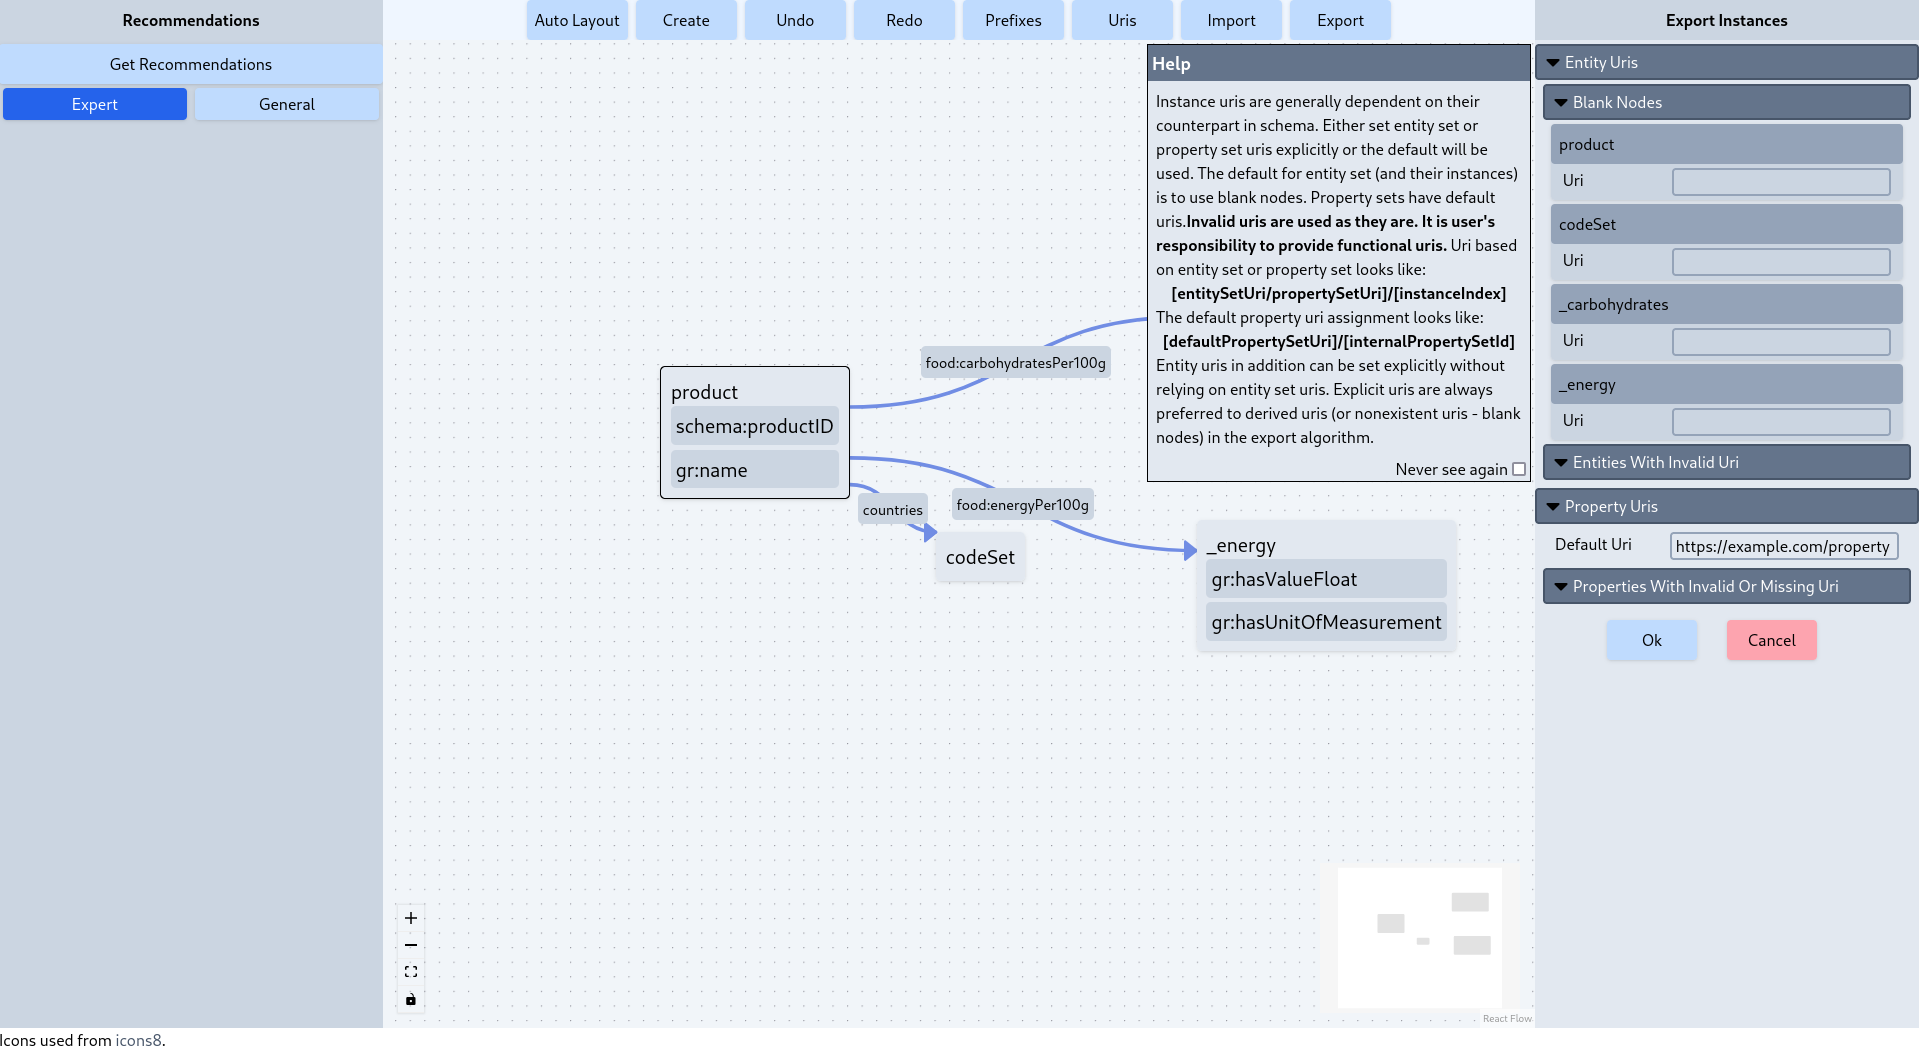 Recommendations
Get Recommendations
Expert
General
Auto Layout
Create
Undo
Redo
Prefixes
Uris
Import
Export
product
schema:productID
gr:name
food:carbohydratesPer100g
food:energyPer100g
countries
codeSet
_energy
gr:hasValueFloat
gr:hasUnitOfMeasurement
Help
Instance uris are generally dependent on their
counterpart in schema. Either set entity set or
property set uris explicitly or the default will be
used. The default for entity set (and their instances)
is to use blank nodes. Property sets have default
uris.Invalid uris are used as they are. It is user's
responsibility to provide functional uris. Uri based
on entity set or property set looks like:
[entitySetUri/propertySetUri]/[instanceIndex]
The default property uri assignment looks like:
[defaultPropertySetUri]/[internalPropertySetId]
Entity uris in addition can be set explicitly without
relying on entity set uris. Explicit uris are always
preferred to derived uris (or nonexistent uris - blank
nodes) in the export algorithm.
Never see again
React Flow
Export Instances
Entity Uris
Blank Nodes
product
Uri
codeSet
Uri
_carbohydrates
Uri
_energy
Uri
Entities With Invalid Uri
Property Uris
Default Uri
https://example.com/property
Properties With Invalid Or Missing Uri
Ok
Cancel
Icons used from icons8.